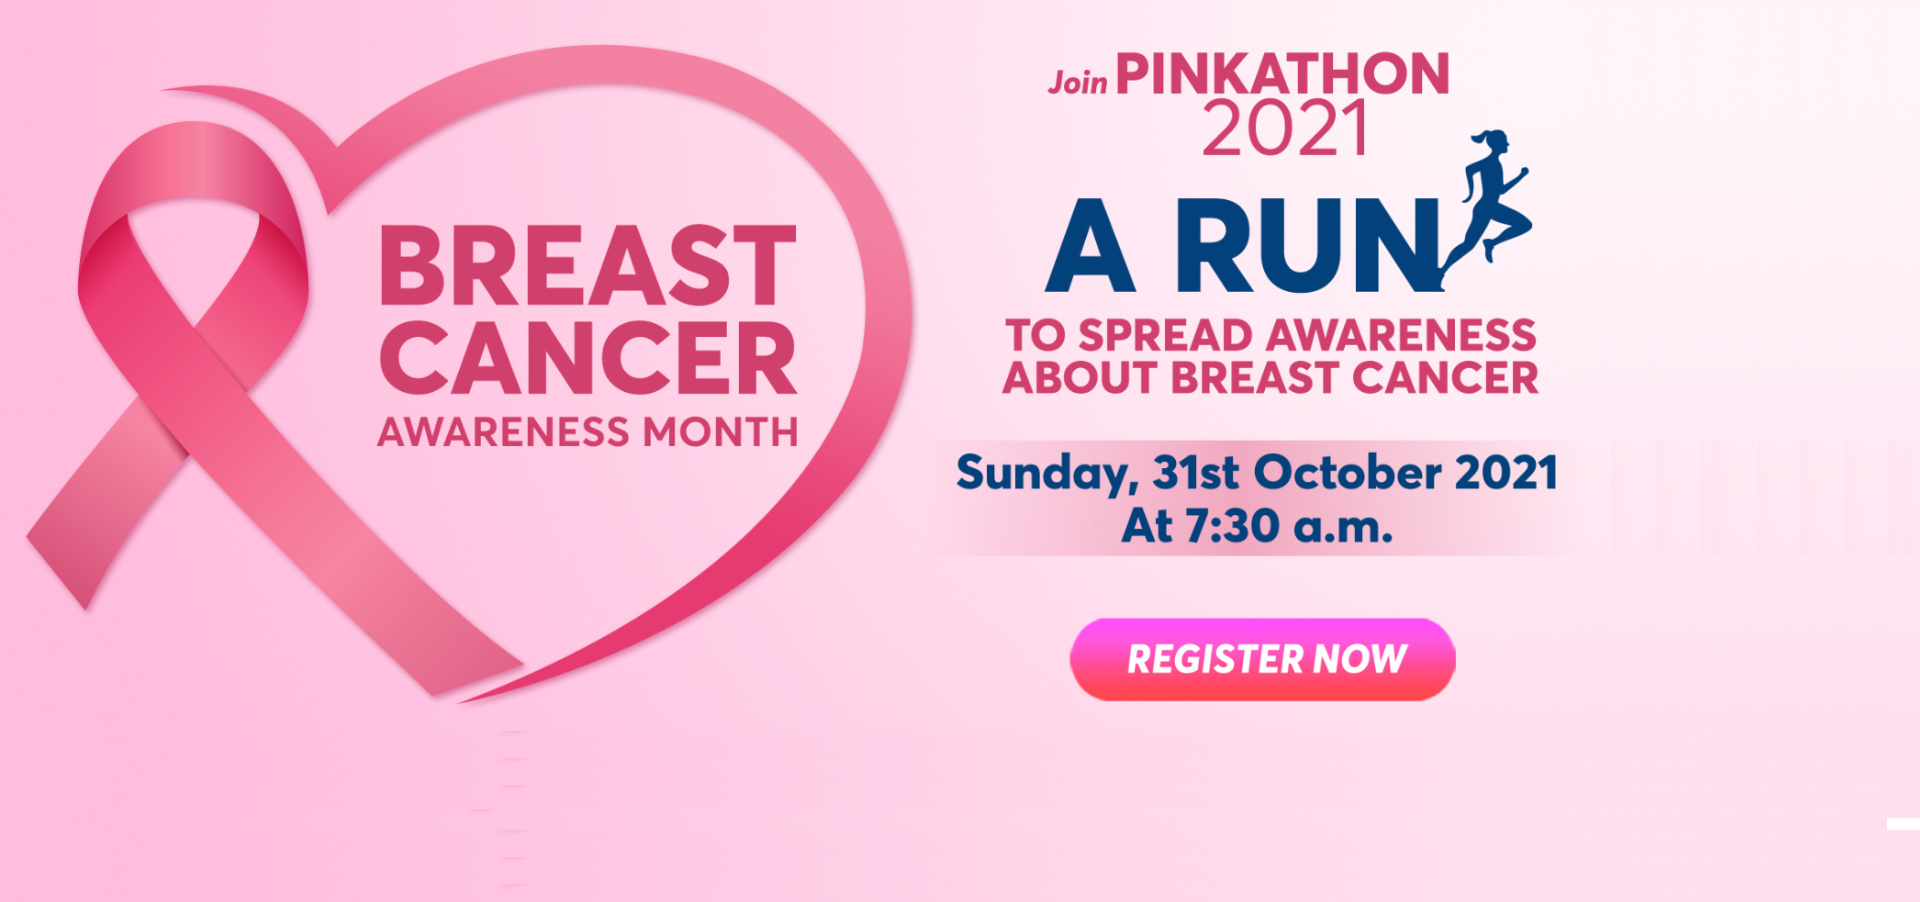 BREAST
CANCER
AWARENESS MONTH
Join PINKATHON
2021
A RUN
TO SPREAD AWARENESS
ABOUT BREAST CANCER
Sunday, 31st October 2021
At 7:30 a.m.
REGISTER NOW